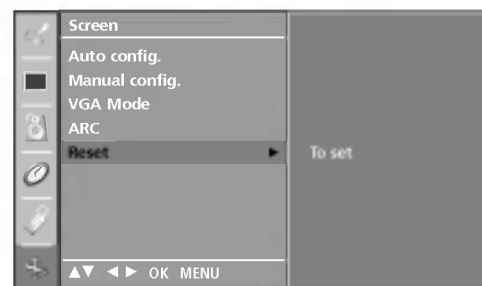 Screen
Auto config.
Manual config.
VGA Mode
ARC
Reset ► To set
▲▼ ◄ ► OK MENU